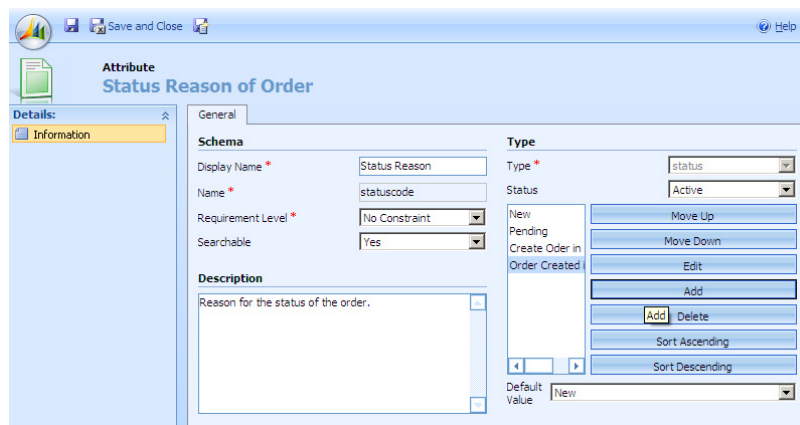 Save and Close
Help
Attribute
Status Reason of Order
Details:
Information
General
Schema
Display Name *
Status Reason
Name *
statuscode
Requirement Level *
No Constraint
Searchable
Yes
Description
Reason for the status of the order.
Type
Type *
status
Status
Active
New
Pending
Create Oder in
Order Created i
Move Up
Move Down
Edit
Add
Add
Delete
Sort Ascending
Sort Descending
Default
Value
New